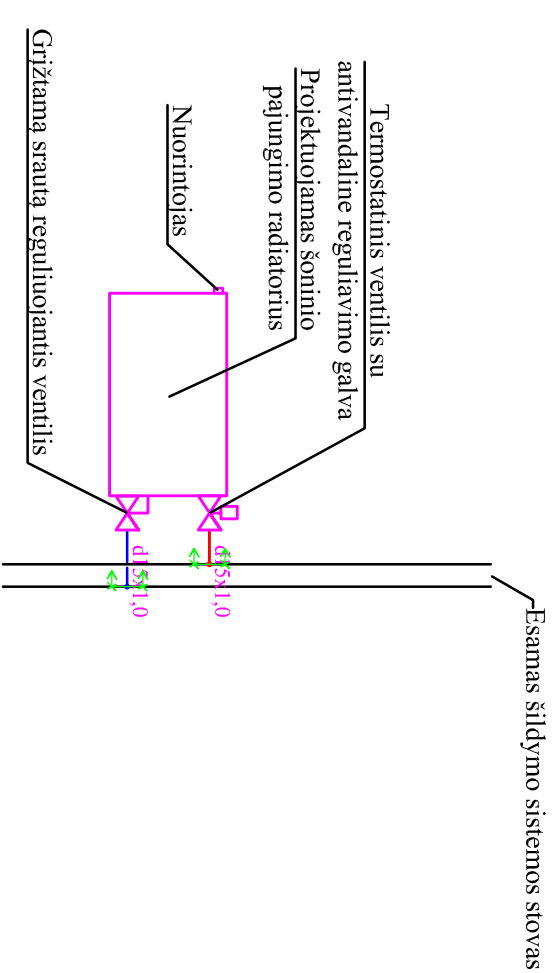 Termostatinis ventilis su
antivandaline reguliavimo galva
Projektuojamas šoninio
pajungimo radiatorius
Nuorintojas
Grįžtamą srautą reguliuojantis ventilis
Esamas šildymo sistemos stovas
d15x1,0
d15x1,0